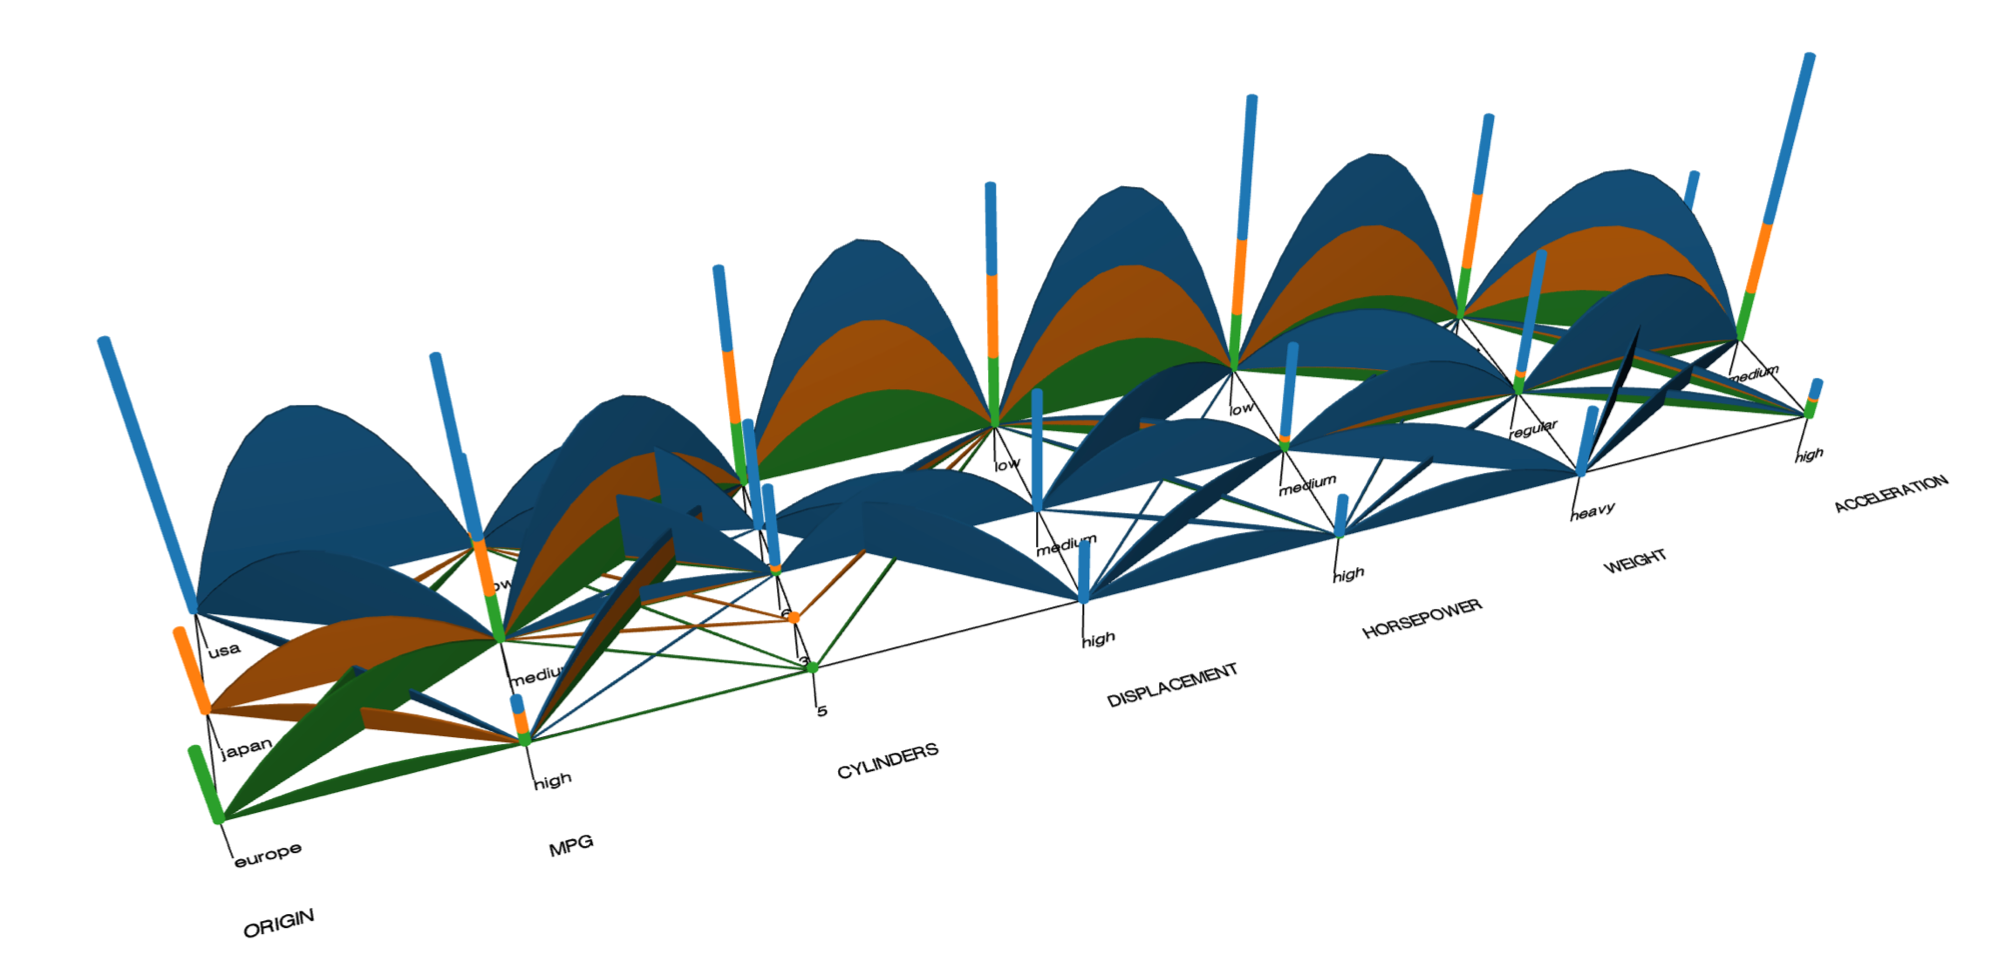 usa
japan
europe
ORIGIN
medium
high
MPG
6
3
5
CYLINDERS
low
medium
high
DISPLACEMENT
low
medium
high
HORSEPOWER
regular
heavy
WEIGHT
medium
high
ACCELERATION